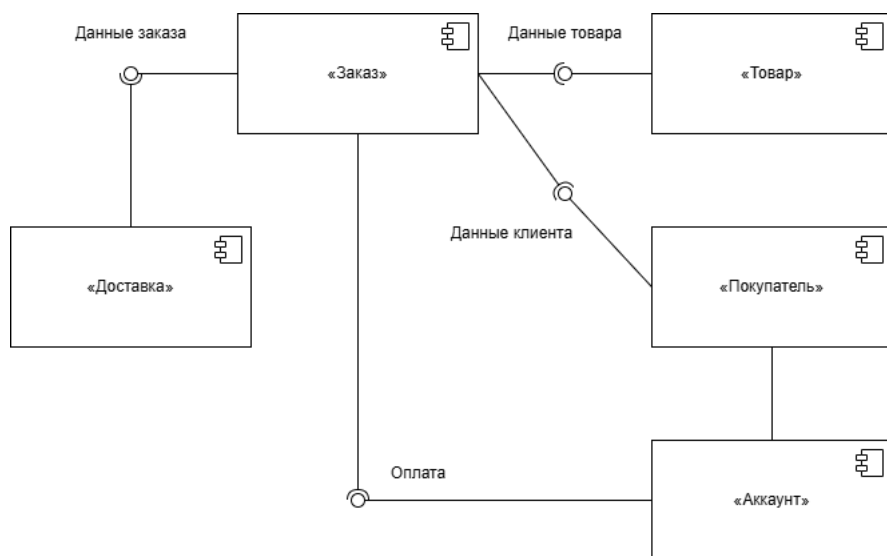 Данные заказа
«Заказ»
Данные товара
«Товар»
Данные клиента
«Доставка»
«Покупатель»
Оплата
«Аккаунт»